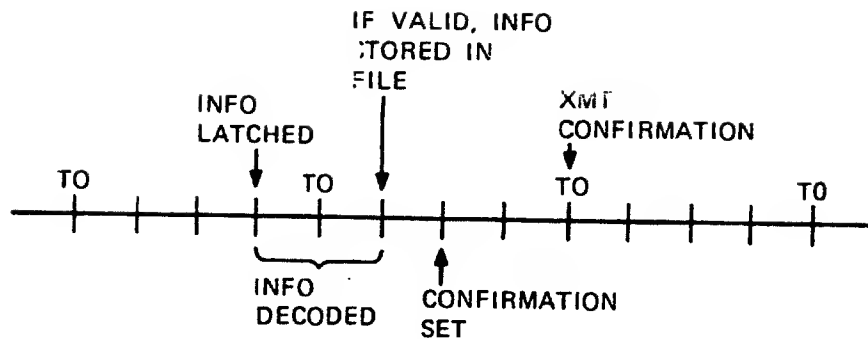 IF VALID, INFO
STORED IN
FILE
INFO
LATCHED
XMT
CONFIRMATION
TO
TO
TO
TO
INFO
DECODED
CONFIRMATION
SET